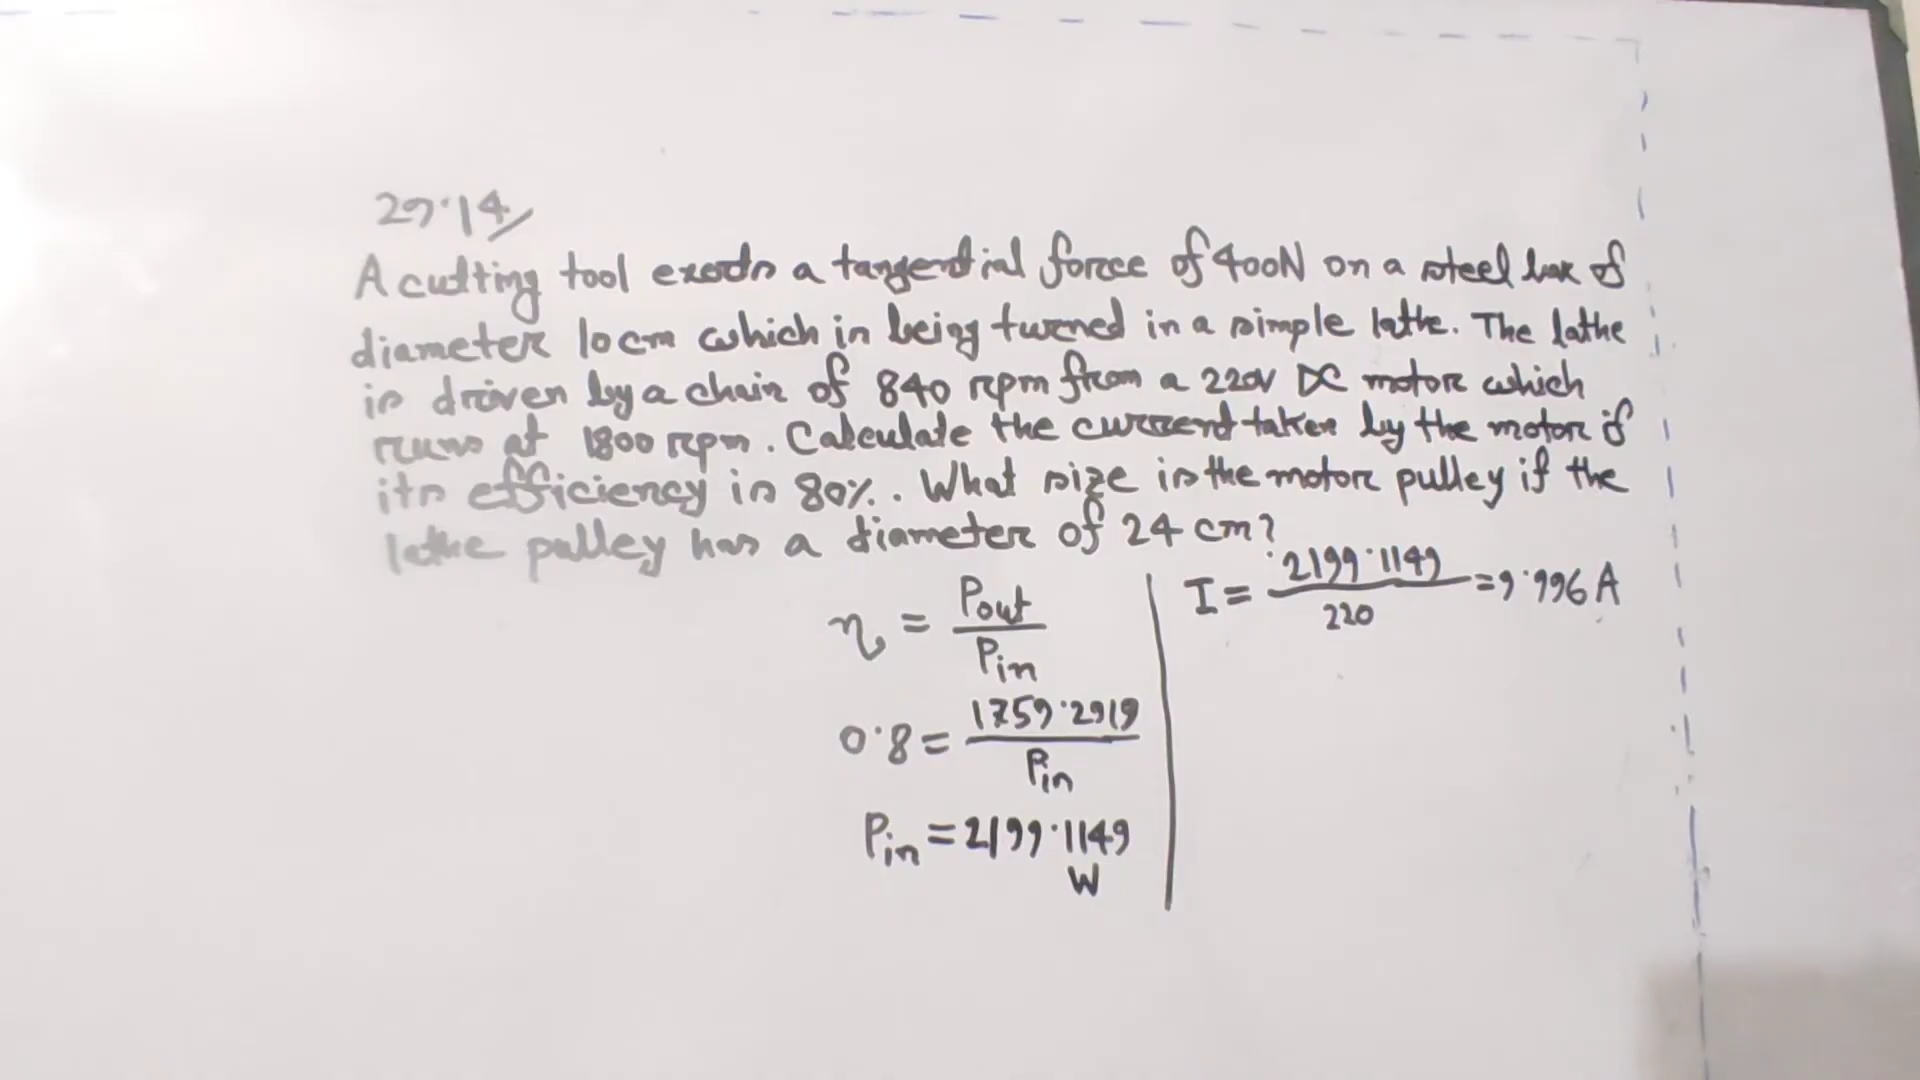 29.14
A cutting tool exerts a tangential force of 400N on a steel bar of
diameter 10cm which is being turned in a simple lathe. The lathe
is driven by a chain of 840 rpm from a 220V DC motor which
runs at 1800 rpm. Calculate the current taken by the motor if
its efficiency is 80%. What size is the motor pulley if the
lathe pulley has a diameter of 24 cm?
η = Pout / Pin
0.8 = 1759.2919 / Pin
Pin = 2199.1149
W
I = 2199.1149 / 220 = 9.996 A